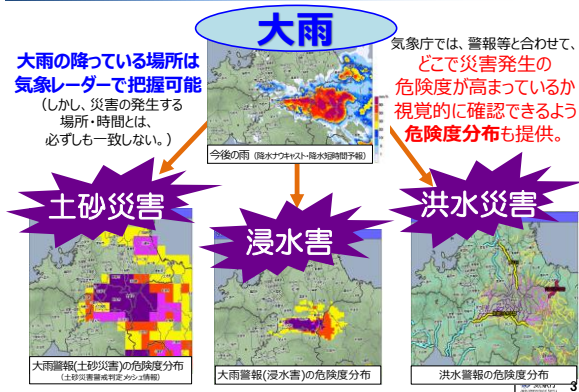 大雨
大雨の降っている場所は
気象レーダーで把握可能
(しかし、災害の発生する
場所・時間とは、
必ずしも一致しない。)
気象庁では、警報等と合わせて、
どこで災害発生の
危険度が高まっているか
視覚的に確認できるよう
危険度分布も提供。
今後の雨 (降水ナウキャスト・降水短時間予報)
土砂災害
浸水害
洪水災害
大雨警報(土砂災害)の危険度分布
(土砂災害警戒判定メッシュ情報)
大雨警報(浸水害)の危険度分布
洪水警報の危険度分布
3